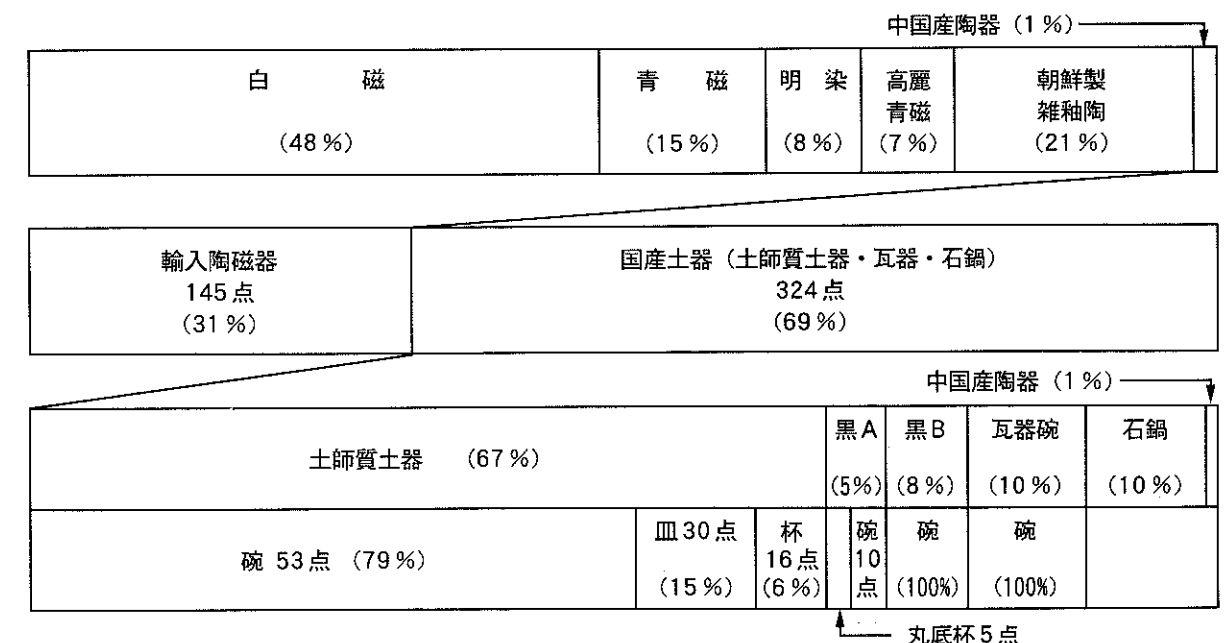 中国産陶器（1％）
白　磁
（48％）
青　磁
（15％）
明　染
（8％）
高麗
青磁
（7％）
朝鮮製
雑釉陶
（21％）
輸入陶磁器
145点
（31％）
国産土器（土師質土器・瓦器・石鍋）
324点
（69％）
中国産陶器（1％）
土師質土器　（67％）
黒A
（5％）
黒B
（8％）
瓦器碗
（10％）
石鍋
（10％）
碗 53点（79％）
皿30点
（15％）
杯
16点
（6％）
碗
10
点
碗
（100％）
碗
（100％）
丸底杯5点